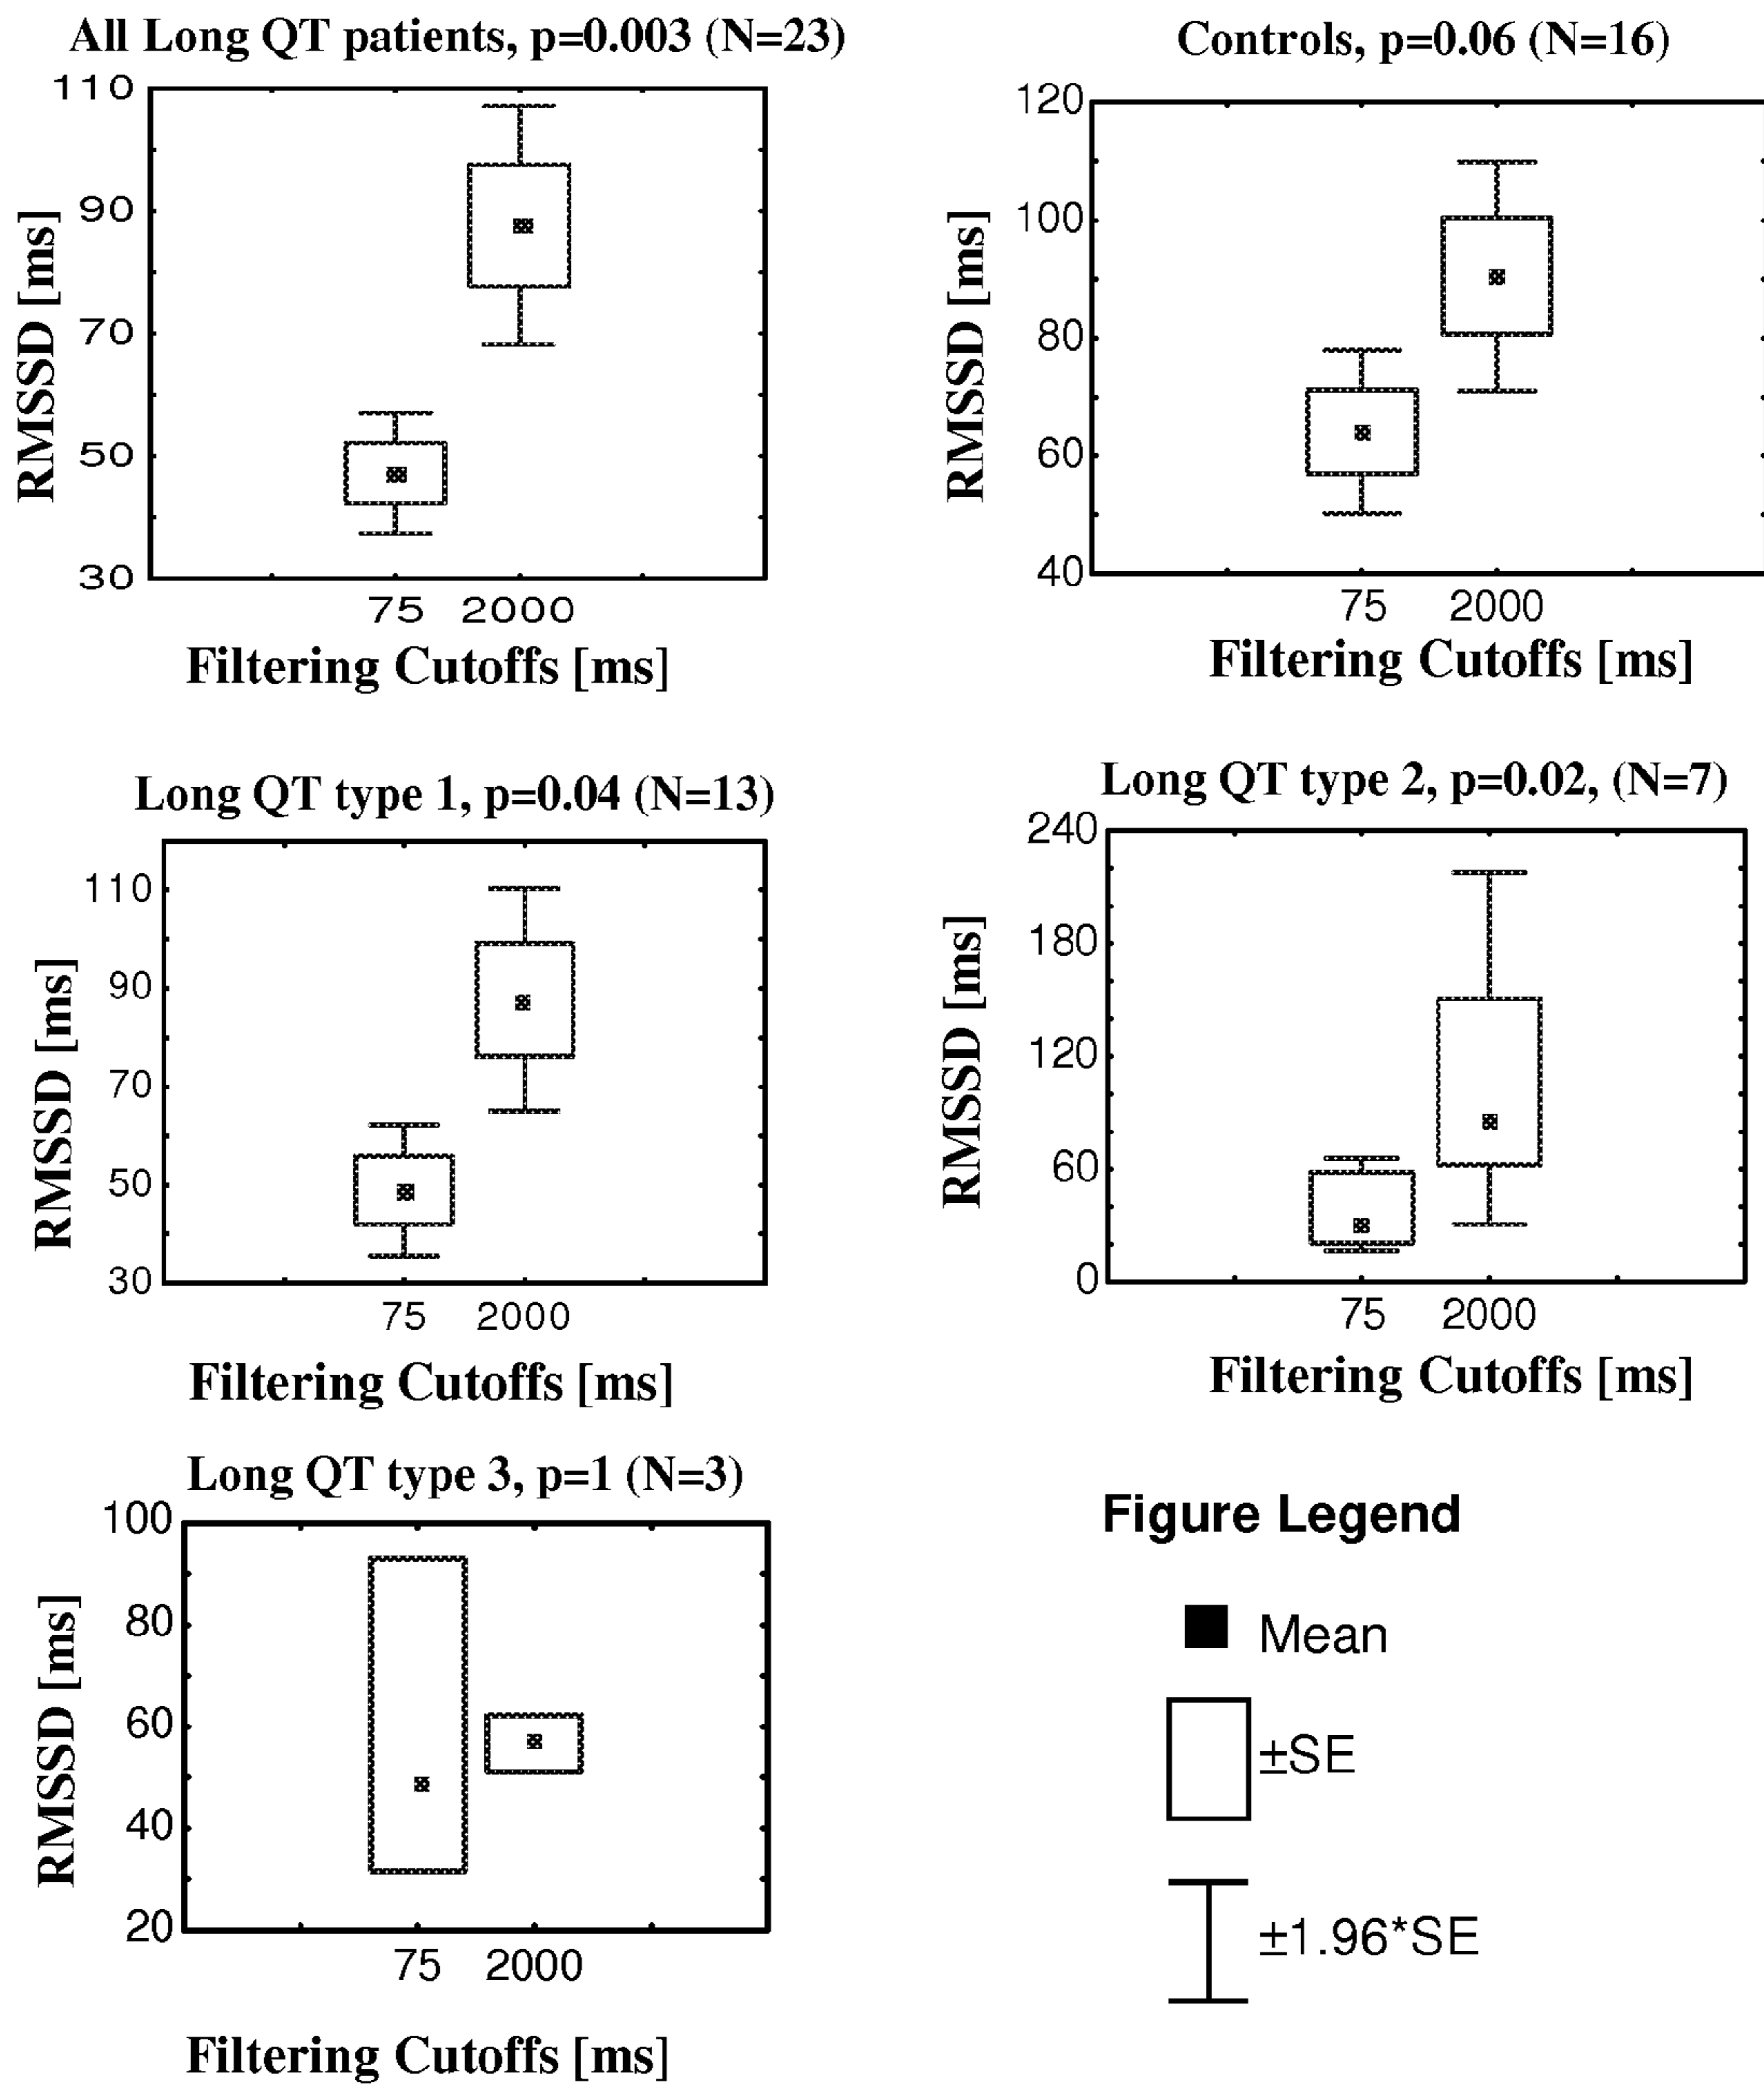 All Long QT patients, p=0.003 (N=23)
110
90
70
50
30
RMSSD [ms]
75 2000
Filtering Cutoffs [ms]
Controls, p=0.06 (N=16)
120
100
80
60
40
RMSSD [ms]
75 2000
Filtering Cutoffs [ms]
Long QT type 1, p=0.04 (N=13)
110
90
70
50
30
RMSSD [ms]
75 2000
Filtering Cutoffs [ms]
Long QT type 2, p=0.02, (N=7)
240
180
120
60
0
RMSSD [ms]
75 2000
Filtering Cutoffs [ms]
Long QT type 3, p=1 (N=3)
100
80
60
40
20
RMSSD [ms]
75 2000
Filtering Cutoffs [ms]
Figure Legend
Mean
±SE
±1.96*SE